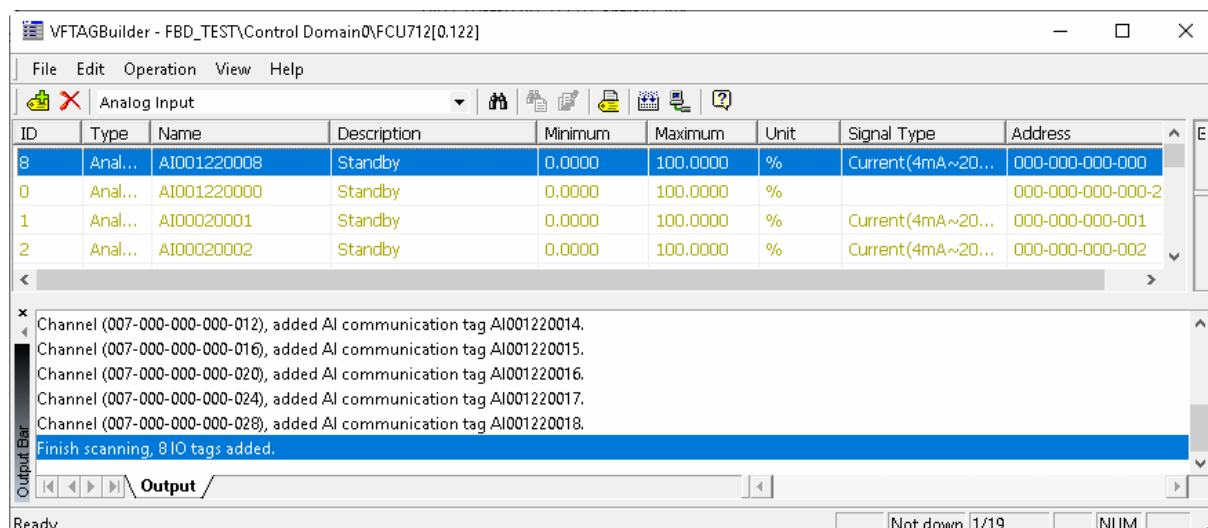 VFTAGBuilder - FBD_TEST\Control Domain0\FCU712[0.122]
File Edit Operation View Help
Analog Input
ID Type Name Description Minimum Maximum Unit Signal Type Address E
8 Anal... AI001220008 Standby 0.0000 100.0000 % Current(4mA~20... 000-000-000-000
0 Anal... AI001220000 Standby 0.0000 100.0000 % 000-000-000-000-2
1 Anal... AI00020001 Standby 0.0000 100.0000 % Current(4mA~20... 000-000-000-001
2 Anal... AI00020002 Standby 0.0000 100.0000 % Current(4mA~20... 000-000-000-002
Channel (007-000-000-000-012), added AI communication tag AI001220014.
Channel (007-000-000-000-016), added AI communication tag AI001220015.
Channel (007-000-000-000-020), added AI communication tag AI001220016.
Channel (007-000-000-000-024), added AI communication tag AI001220017.
Channel (007-000-000-000-028), added AI communication tag AI001220018.
Finish scanning, 8 IO tags added.
Output Bar
Output
Ready Not down 1/19 NUM